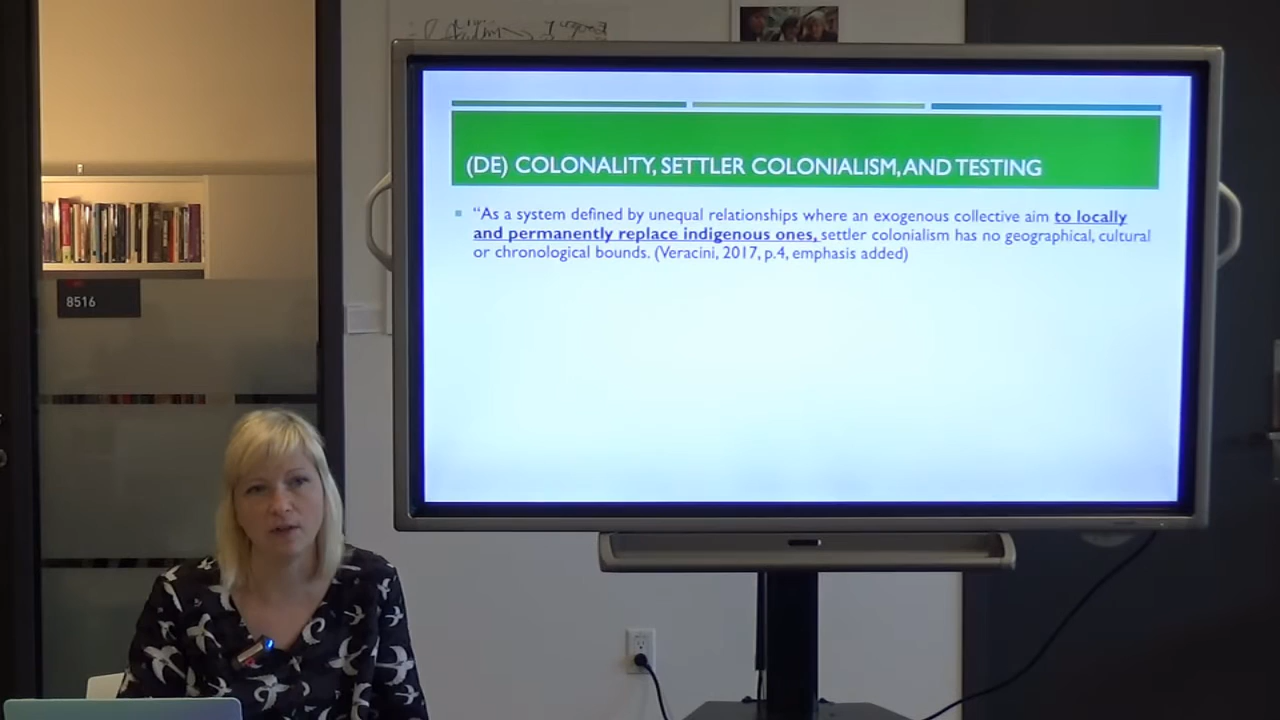 (DE) COLONALITY, SETTLER COLONIALISM, AND TESTING
"As a system defined by unequal relationships where an exogenous collective aim to locally
and permanently replace indigenous ones, settler colonialism has no geographical, cultural
or chronological bounds. (Veracini, 2017, p.4, emphasis added)
8516